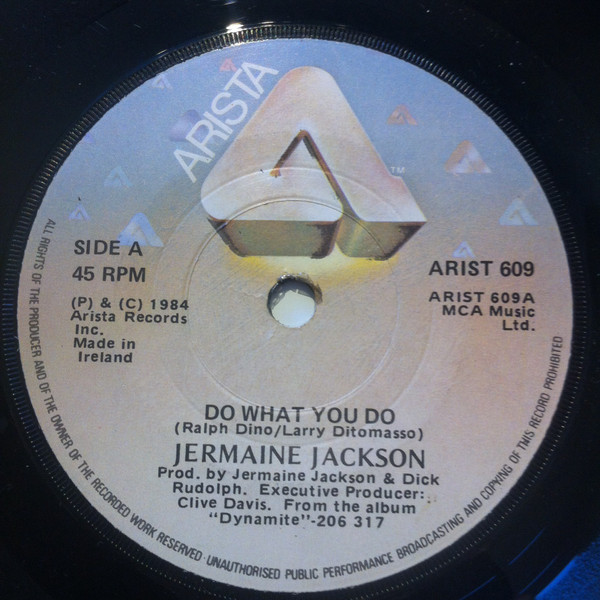 ARISTA
TM
SIDE A
45 RPM
(P) & (C) 1984
Arista Records
Inc.
Made in
Ireland
ARIST 609
ARIST 609A
MCA Music
Ltd.
DO WHAT YOU DO
(Ralph Dino/Larry Ditomasso)
JERMAINE JACKSON
Prod. by Jermaine Jackson & Dick
Rudolph. Executive Producer:
Clive Davis. From the album
"Dynamite"-206 317
ALL RIGHTS OF THE PRODUCER AND OF THE OWNER OF THE RECORDED WORK RESERVED · UNAUTHORISED PUBLIC PERFORMANCE BROADCASTING AND COPYING OF THIS RECORD PROHIBITED